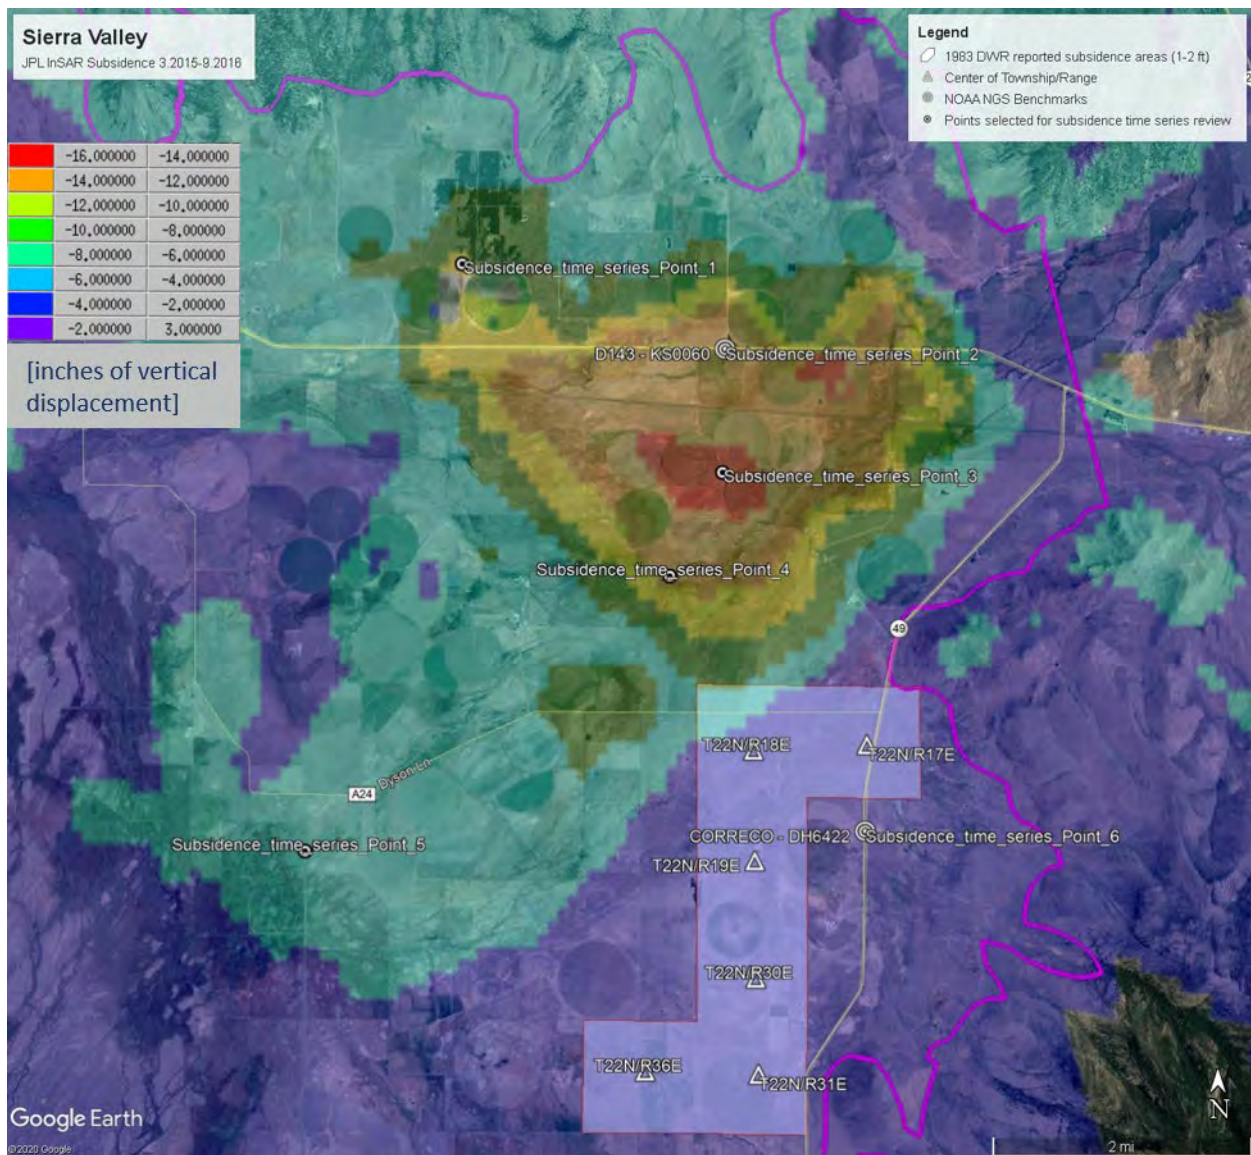 Sierra Valley
JPL InSAR Subsidence 3.2015-9.2016
Legend
1983 DWR reported subsidence areas (1-2 ft)
Center of Township/Range
NOAA NGS Benchmarks
Points selected for subsidence time series review
-16.000000 -14.000000
-14.000000 -12.000000
-12.000000 -10.000000
-10.000000 -8.000000
-8.000000 -6.000000
-6.000000 -4.000000
-4.000000 -2.000000
-2.000000 3.000000
[inches of vertical
displacement]
Subsidence_time_series_Point_1
D143 - KS0060 Subsidence_time_series_Point_2
Subsidence_time_series_Point_3
Subsidence_time_series_Point_4
49
T22N/R18E
T22N/R17E
Dyson Ln
A24
CORRECO - DH6422 Subsidence_time_series_Point_6
Subsidence_time_series_Point_5
T22N/R19E
T22N/R30E
T22N/R36E
T22N/R31E
Google Earth
N
©2020 Google
2 mi